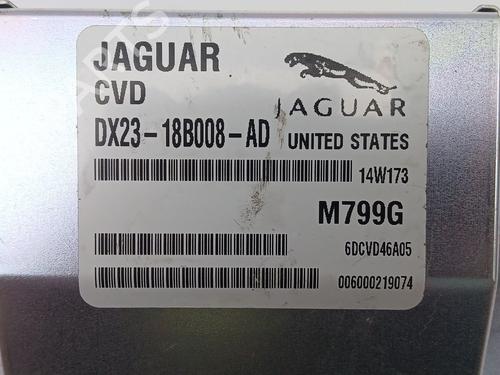 JAGUAR
CVD
JAGUAR
DX23-18B008-AD UNITED STATES
14W173
M799G
6DCVD46A05
006000219074